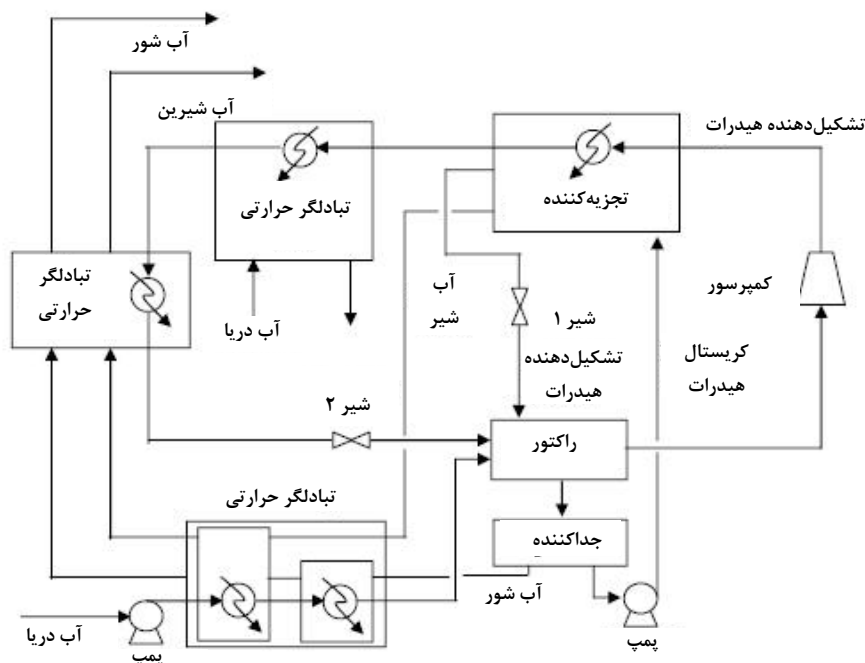 آب شور
آب شیرین
تشکیل‌دهنده هیدرات
تبادلگر حرارتی
تجزیه‌کننده
تبادلگر
حرارتی
آب دریا
آب
شیر
شیر ۱
کمپرسور
تشکیل‌دهنده
هیدرات
کریستال
هیدرات
شیر ۲
راکتور
تبادلگر حرارتی
جداکننده
آب شور
آب دریا
پمپ
پمپ